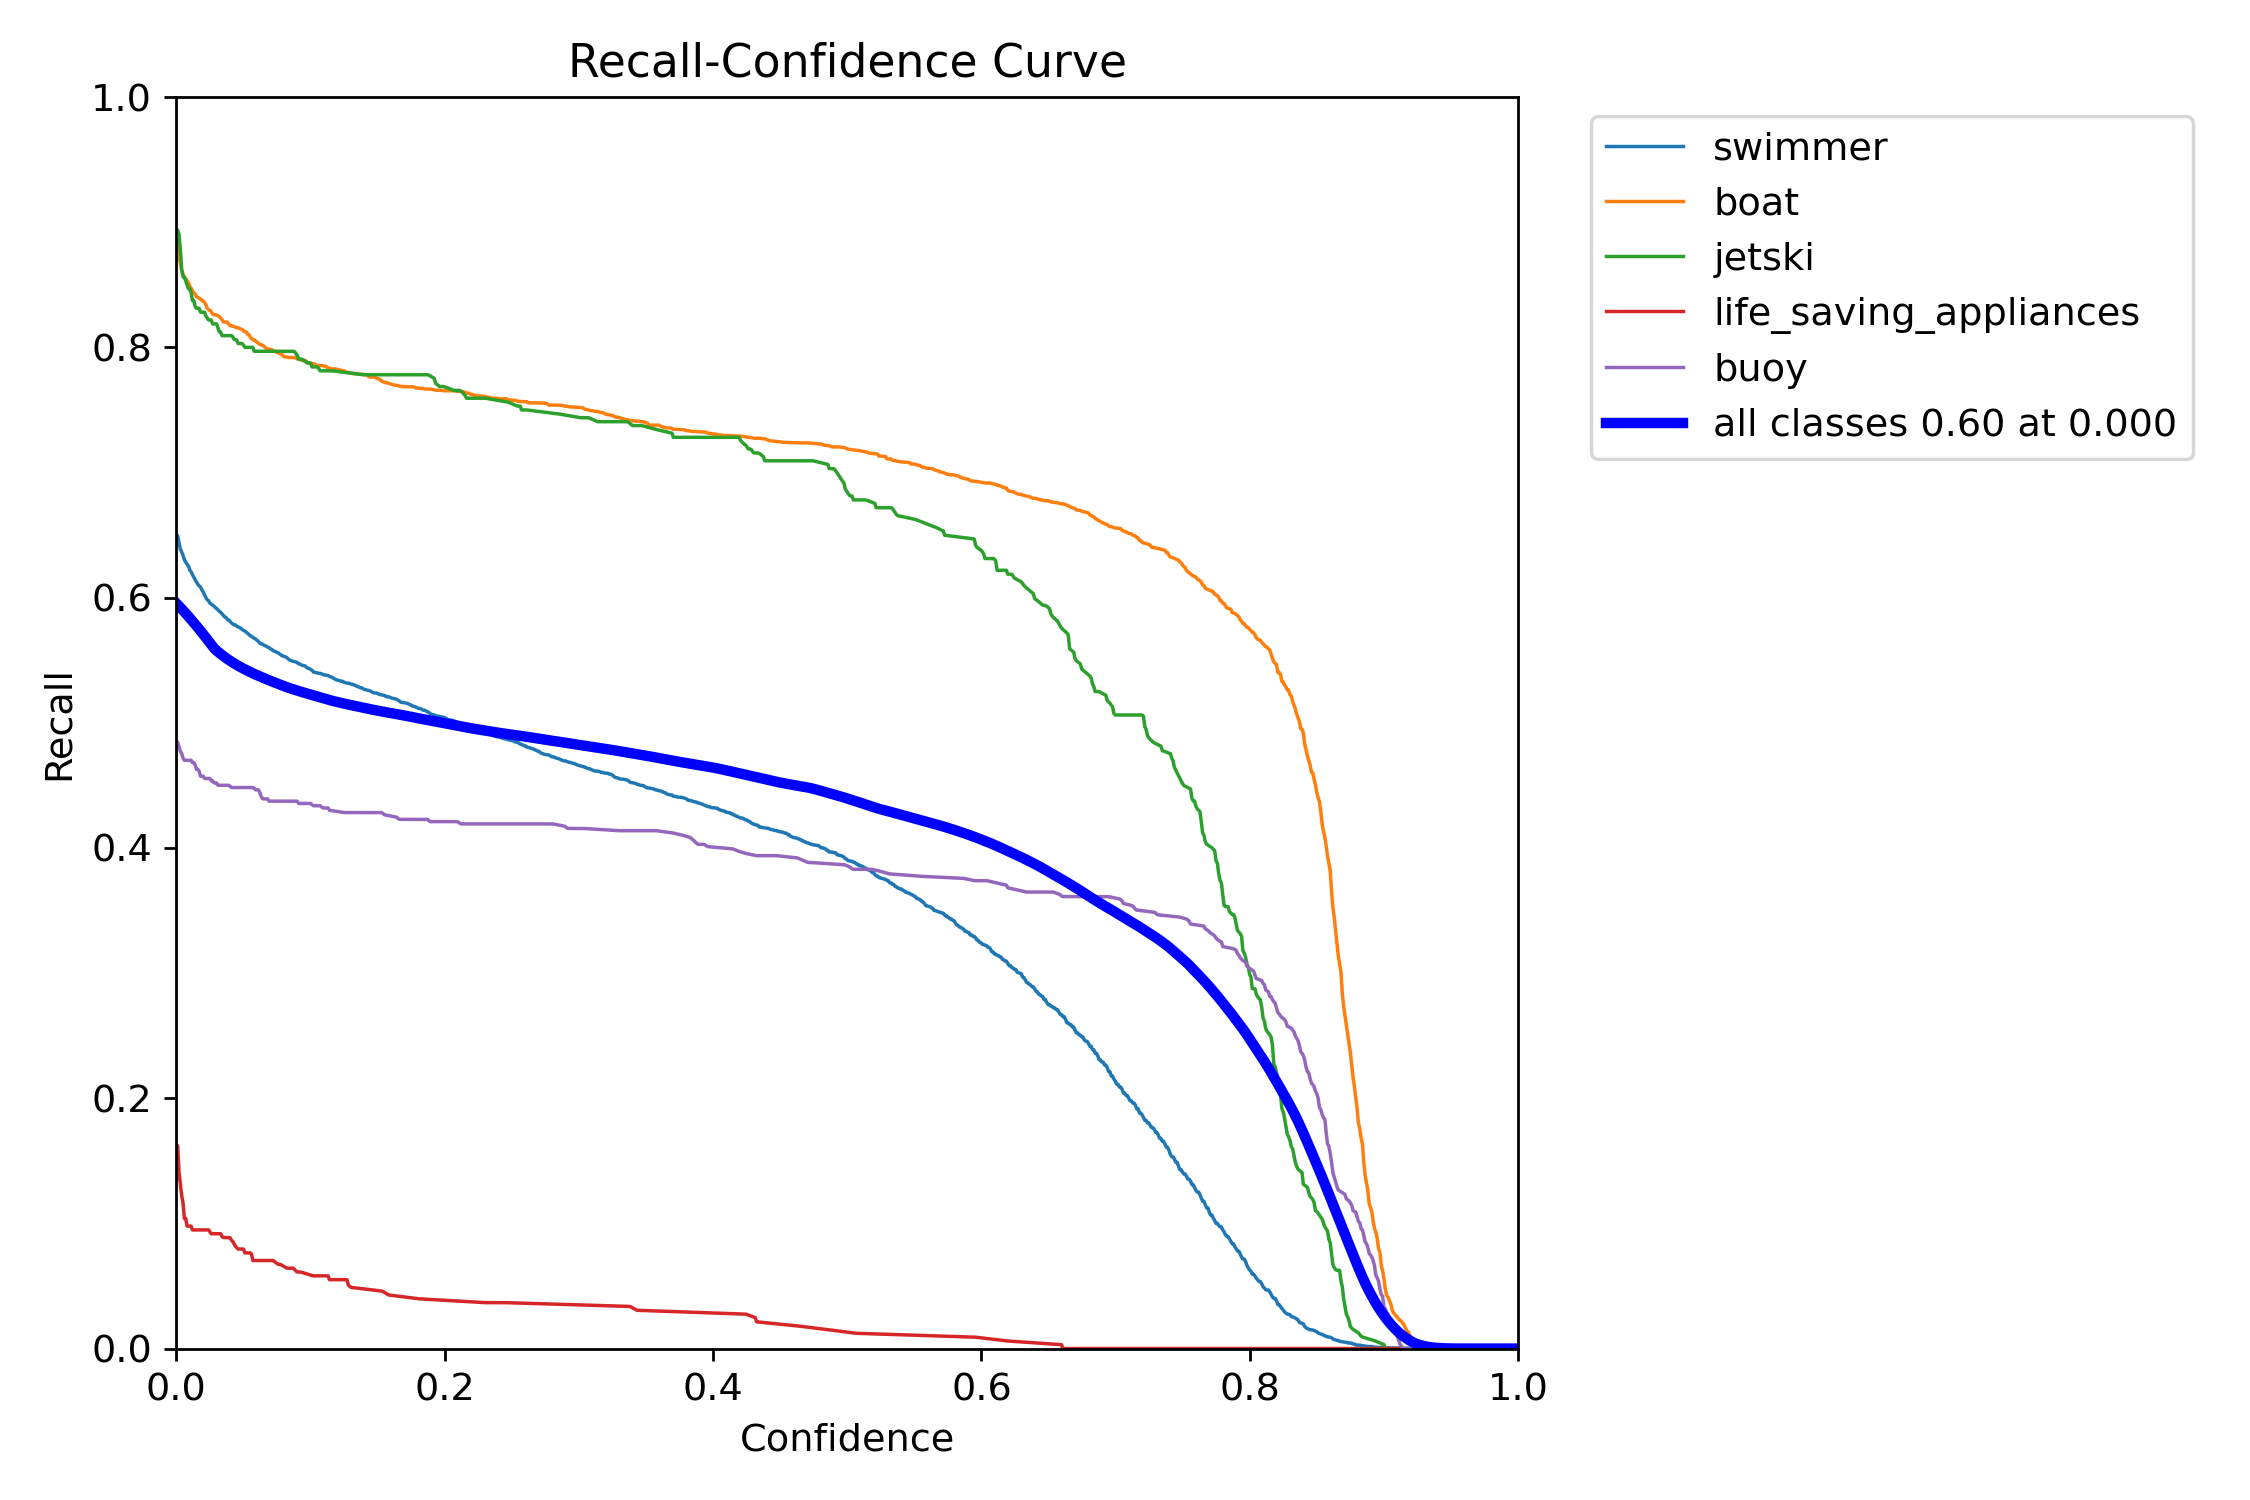 Recall-Confidence Curve
1.0
0.8
0.6
0.4
0.2
0.0
Recall
0.0 0.2 0.4 0.6 0.8 1.0
Confidence
swimmer
boat
jetski
life_saving_appliances
buoy
all classes 0.60 at 0.000